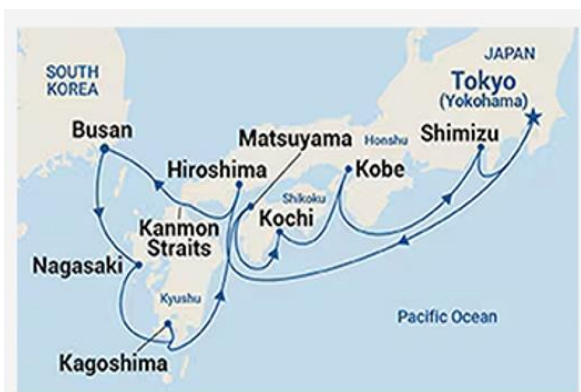 JAPAN
SOUTH
KOREA
Tokyo
(Yokohama)
Busan
Matsuyama
Honshu
Shimizu
Hiroshima
Kobe
Shikoku
Kanmon
Straits
Kochi
Nagasaki
Kyushu
Pacific Ocean
Kagoshima